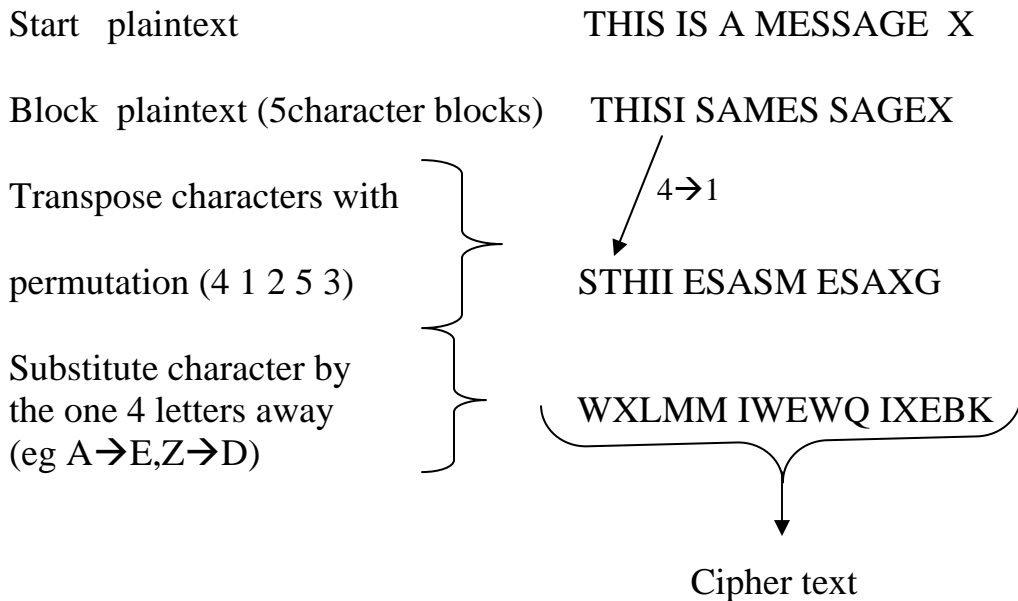 Start plaintext THIS IS A MESSAGE X
Block plaintext (5character blocks) THISI SAMES SAGEX
Transpose characters with
4→1
permutation (4 1 2 5 3) STHII ESASM ESAXG
Substitute character by
the one 4 letters away WXLMM IWEWQ IXEBK
(eg A→E,Z→D)
Cipher text